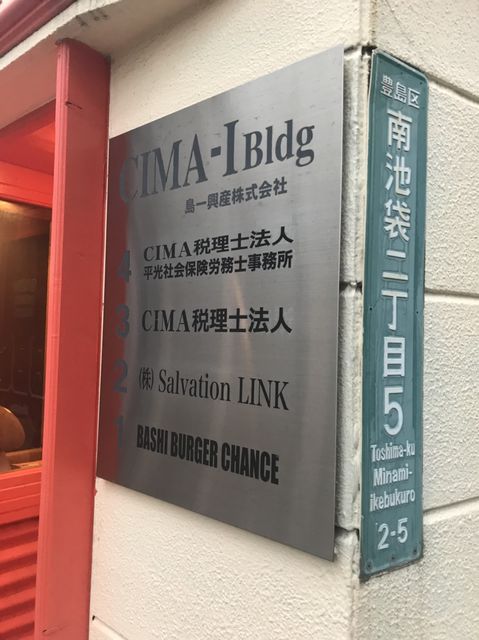 CIMA-I Bldg
島一興産株式会社
4 CIMA税理士法人
平光社会保険労務士事務所
3 CIMA税理士法人
2 (株) Salvation LINK
1 BASHI BURGER CHANCE
豊島区
南池袋二丁目5
Toshima-ku
Minami-
ikebukuro
2-5